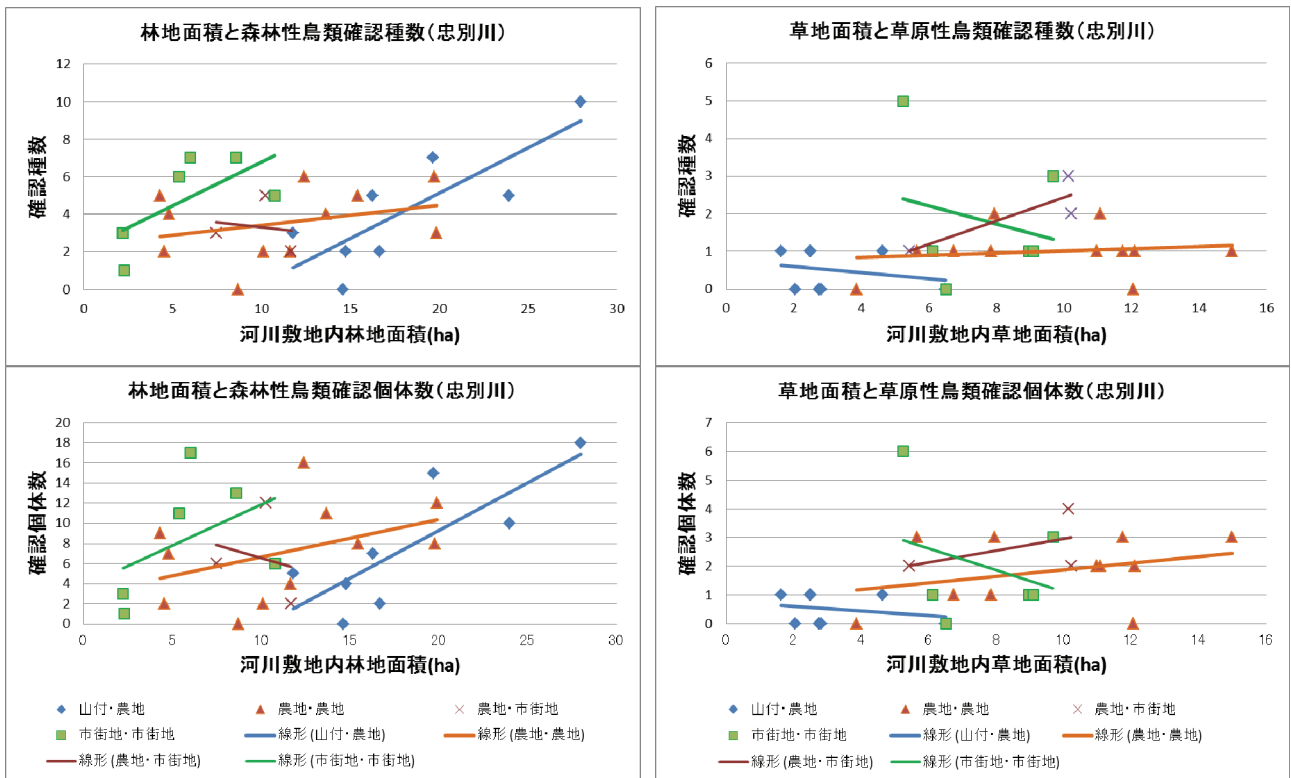 林地面積と森林性鳥類確認種数(忠別川)
確認種数
12
10
8
6
4
2
0
0 5 10 15 20 25 30
河川敷地内林地面積(ha)
草地面積と草原性鳥類確認種数(忠別川)
確認種数
6
5
4
3
2
1
0
0 2 4 6 8 10 12 14 16
河川敷地内草地面積(ha)
林地面積と森林性鳥類確認個体数(忠別川)
確認個体数
20
18
16
14
12
10
8
6
4
2
0
0 5 10 15 20 25 30
河川敷地内林地面積(ha)
山付・農地 農地・農地 農地・市街地
市街地・市街地 線形 (山付・農地) 線形 (農地・農地)
線形 (農地・市街地) 線形 (市街地・市街地)
草地面積と草原性鳥類確認個体数(忠別川)
確認個体数
7
6
5
4
3
2
1
0
0 2 4 6 8 10 12 14 16
河川敷地内草地面積(ha)
山付・農地 農地・農地 農地・市街地
市街地・市街地 線形 (山付・農地) 線形 (農地・農地)
線形 (農地・市街地) 線形 (市街地・市街地)